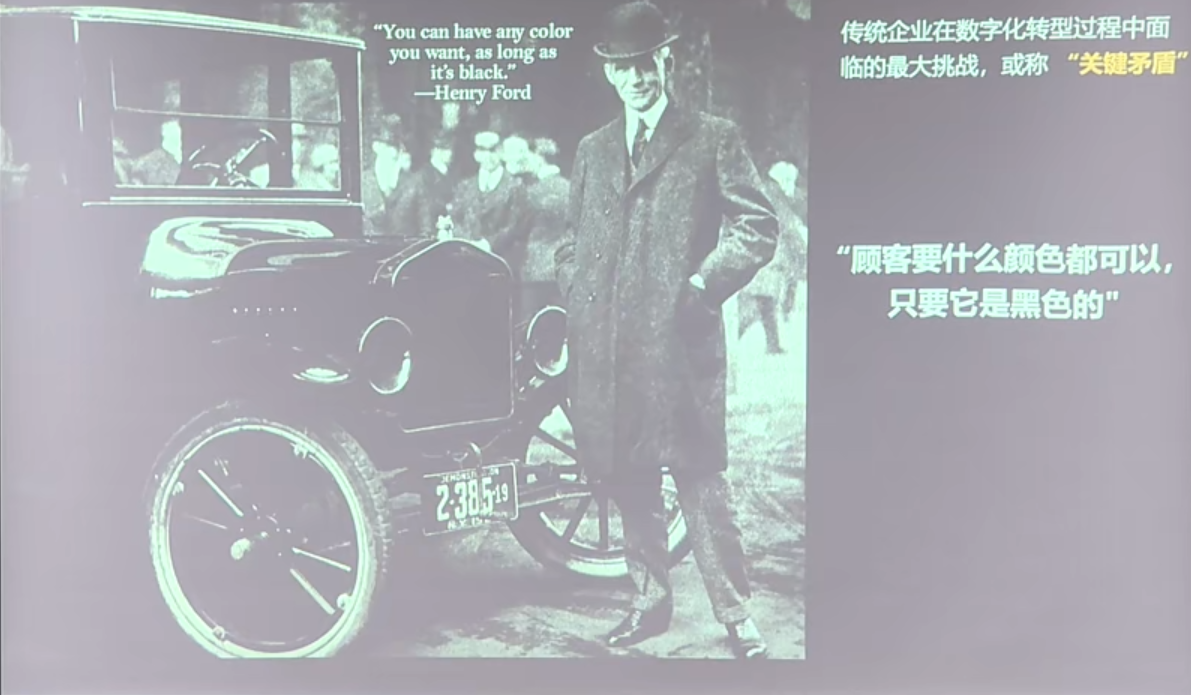 “You can have any color
you want, as long as
it’s black.”
—Henry Ford
传统企业在数字化转型过程中面
临的最大挑战，或称 “关键矛盾”
“顾客要什么颜色都可以，
只要它是黑色的”
2-385-19